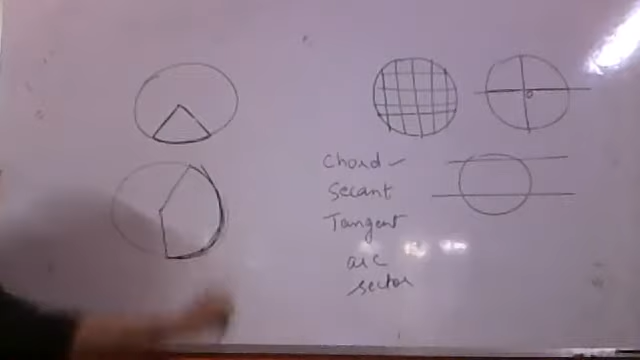 o
Chord -
Secant
Tangent
arc
sector